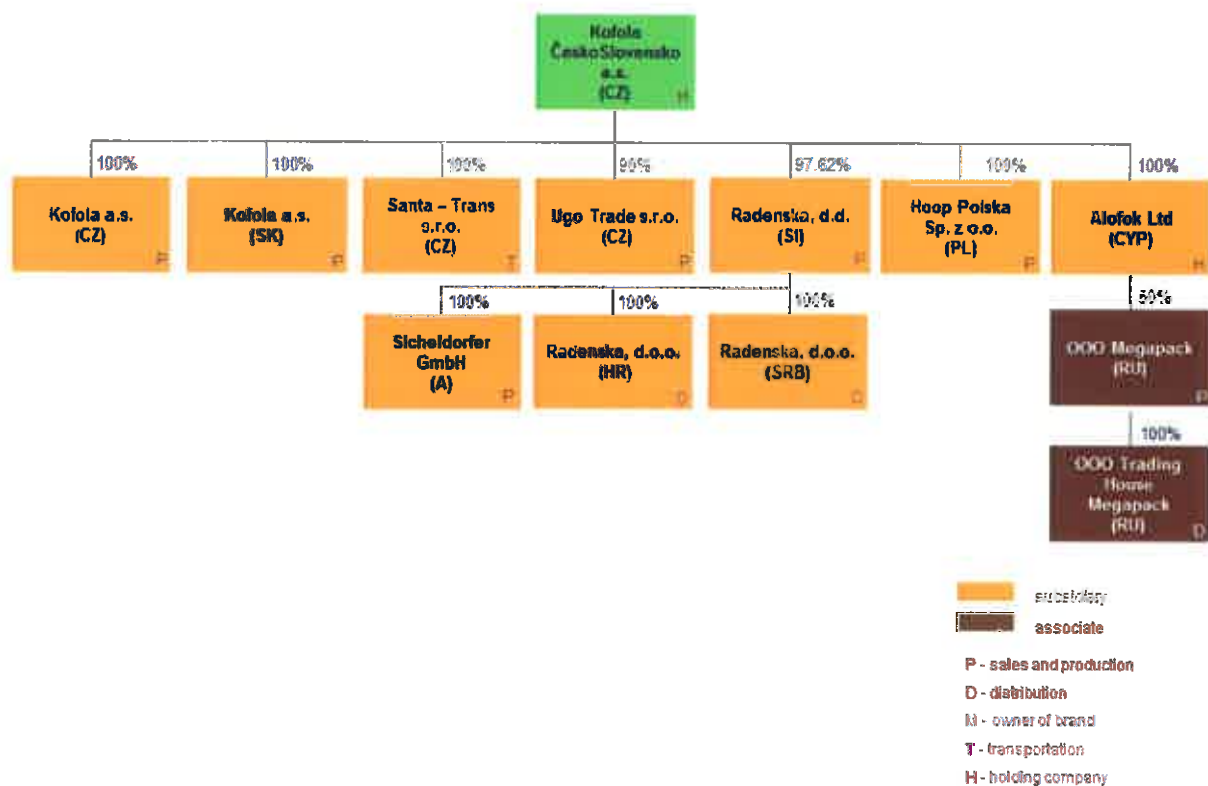 Kofola
ČeskoSlovensko
a.s.
(CZ)
H
100%
100%
100%
90%
97.62%
100%
100%
Kofola a.s.
(CZ)
P
Kofola a.s.
(SK)
P
Santa – Trans
s.r.o.
(CZ)
Ugo Trade s.r.o.
(CZ)
P
Radenska, d.d.
(SI)
P
Hoop Polska
Sp. z o.o.
(PL)
P
Alofok Ltd
(CYP)
H
100%
100%
100%
50%
Sicheldorfer
GmbH
(A)
P
Radenska, d.o.o.
(HR)
D
Radenska, d.o.o.
(SRB)
D
OOO Megapack
(RU)
P
100%
OOO Trading
House
Megapack
(RU)
D
subsidiary
associate
P - sales and production
D - distribution
M - owner of brand
T - transportation
H - holding company